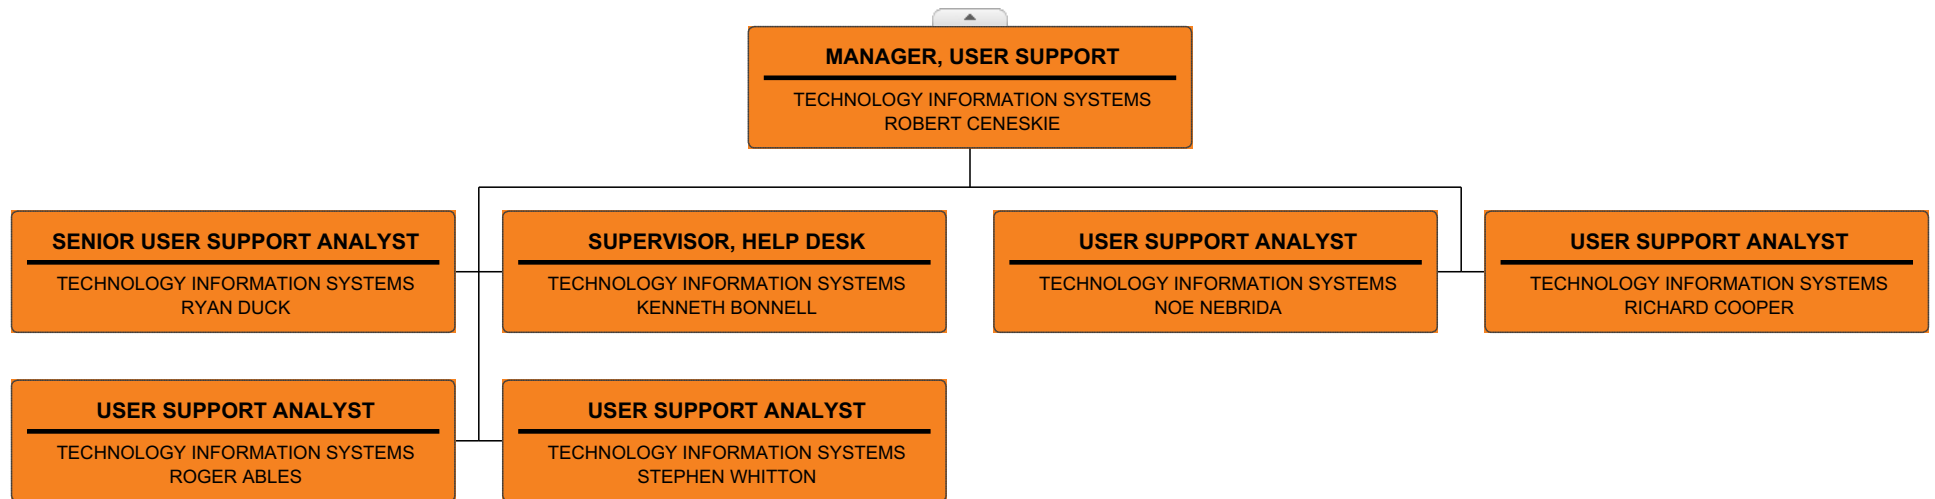 MANAGER, USER SUPPORT
TECHNOLOGY INFORMATION SYSTEMS
ROBERT CENESKIE
SENIOR USER SUPPORT ANALYST
TECHNOLOGY INFORMATION SYSTEMS
RYAN DUCK
SUPERVISOR, HELP DESK
TECHNOLOGY INFORMATION SYSTEMS
KENNETH BONNELL
USER SUPPORT ANALYST
TECHNOLOGY INFORMATION SYSTEMS
NOE NEBRIDA
USER SUPPORT ANALYST
TECHNOLOGY INFORMATION SYSTEMS
RICHARD COOPER
USER SUPPORT ANALYST
TECHNOLOGY INFORMATION SYSTEMS
ROGER ABLES
USER SUPPORT ANALYST
TECHNOLOGY INFORMATION SYSTEMS
STEPHEN WHITTON